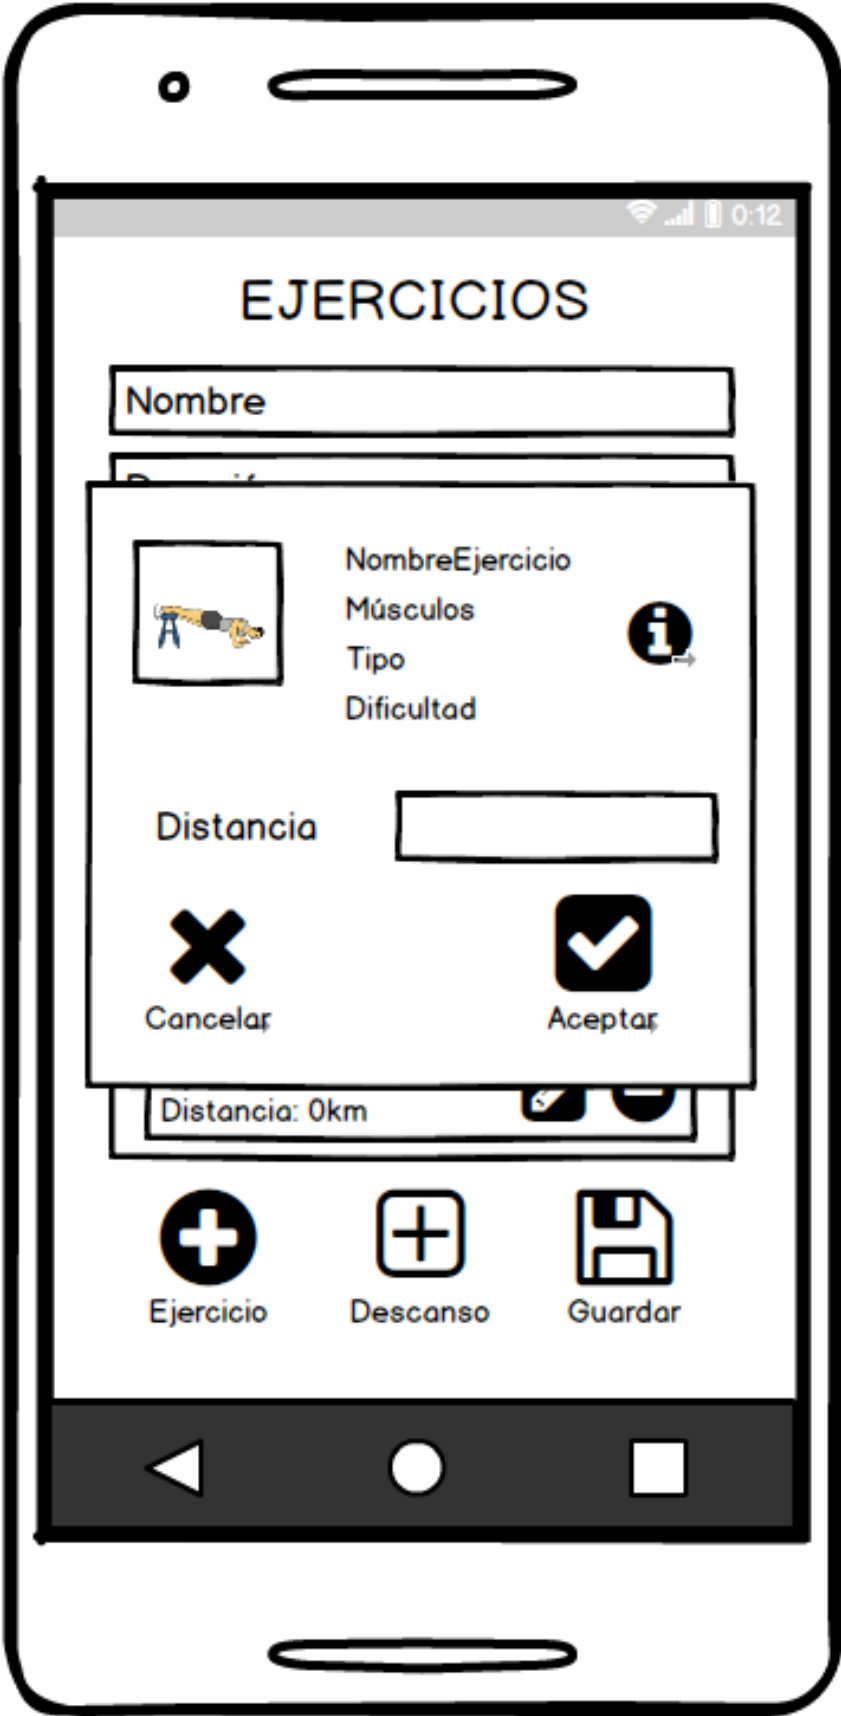 0:12
EJERCICIOS
Nombre
NombreEjercicio
Músculos
Tipo
Dificultad
Distancia
Cancelar
Aceptar
Distancia: 0km
Ejercicio
Descanso
Guardar